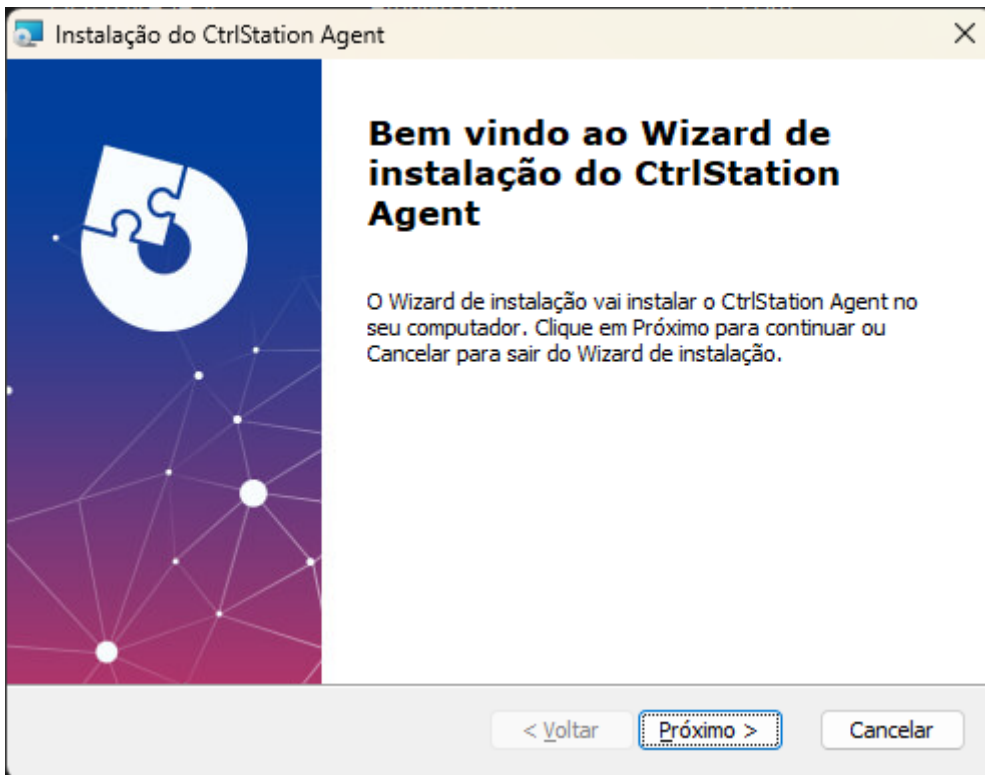 Instalação do CtrlStation Agent
Bem vindo ao Wizard de
instalação do CtrlStation
Agent
O Wizard de instalação vai instalar o CtrlStation Agent no
seu computador. Clique em Próximo para continuar ou
Cancelar para sair do Wizard de instalação.
< Voltar
Próximo >
Cancelar